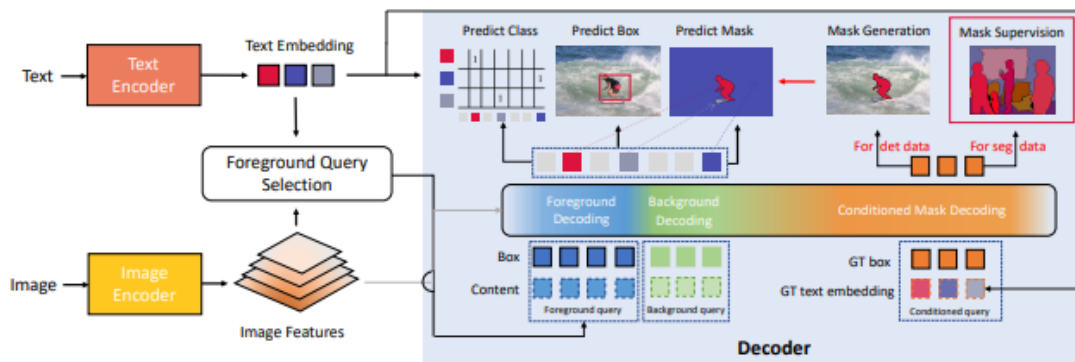 Text
Text
Encoder
Text Embedding
Foreground Query
Selection
Image
Image
Encoder
Image Features
Predict Class
Predict Box
Predict Mask
Mask Generation
Mask Supervision
1
1
1
For det data
For seg data
Foreground
Decoding
Background
Decoding
Conditioned Mask Decoding
Box
Content
Foreground query
Background query
GT box
GT text embedding
Conditioned query
Decoder